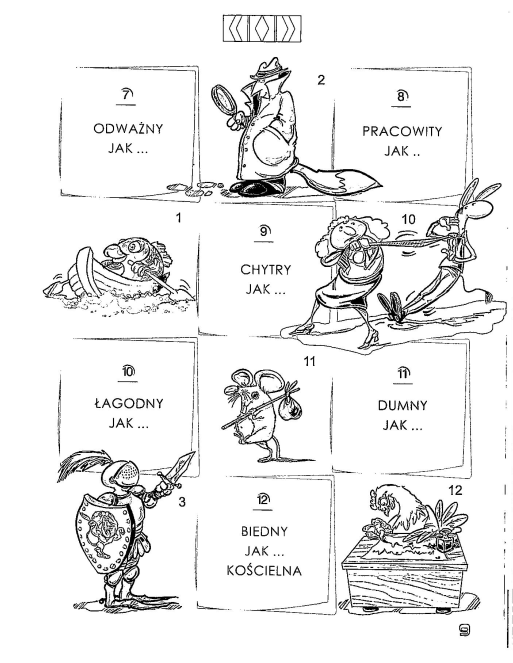 7
2
8
ODWAŻNY
JAK ...
PRACOWITY
JAK ..
1
9
10
CHYTRY
JAK ...
10
11
11
ŁAGODNY
JAK ...
DUMNY
JAK ...
3
12
12
BIEDNY
JAK ...
KOŚCIELNA
9